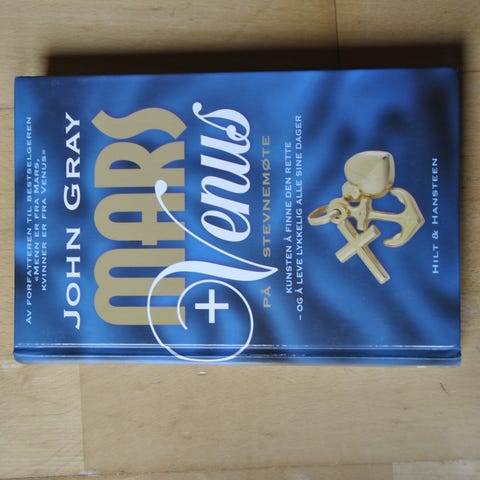 AV FORFATTEREN TIL BESTSELGEREN
«MENN ER FRA MARS,
KVINNER ER FRA VENUS»
JOHN GRAY
MARS
+ Venus
PÅ STEVNEMØTE
KUNSTEN Å FINNE DEN RETTE
– OG Å LEVE LYKKELIG ALLE SINE DAGER
HILT & HANSTEEN